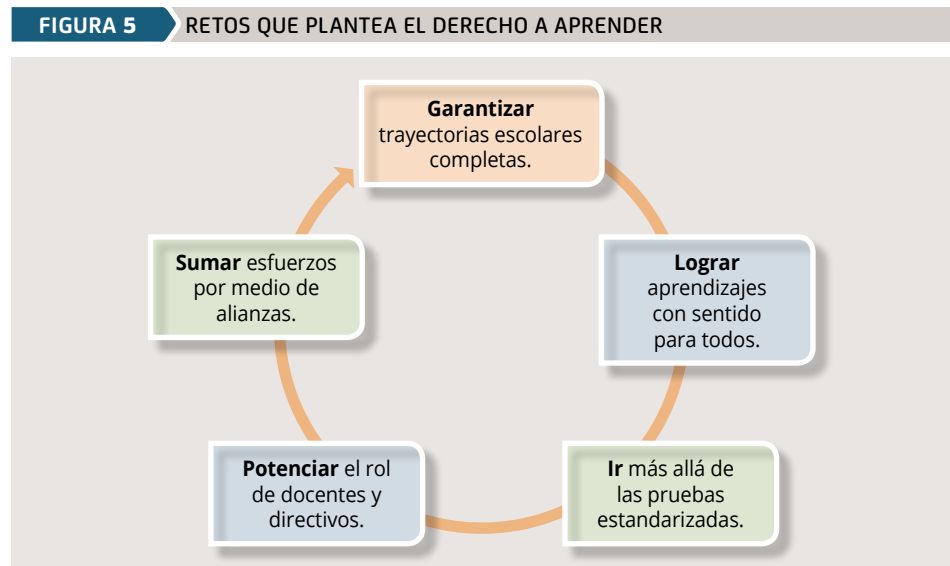 FIGURA 5
RETOS QUE PLANTEA EL DERECHO A APRENDER
Garantizar
trayectorias escolares
completas.
Lograr
aprendizajes
con sentido
para todos.
Ir más allá de
las pruebas
estandarizadas.
Potenciar el rol
de docentes y
directivos.
Sumar esfuerzos
por medio de
alianzas.